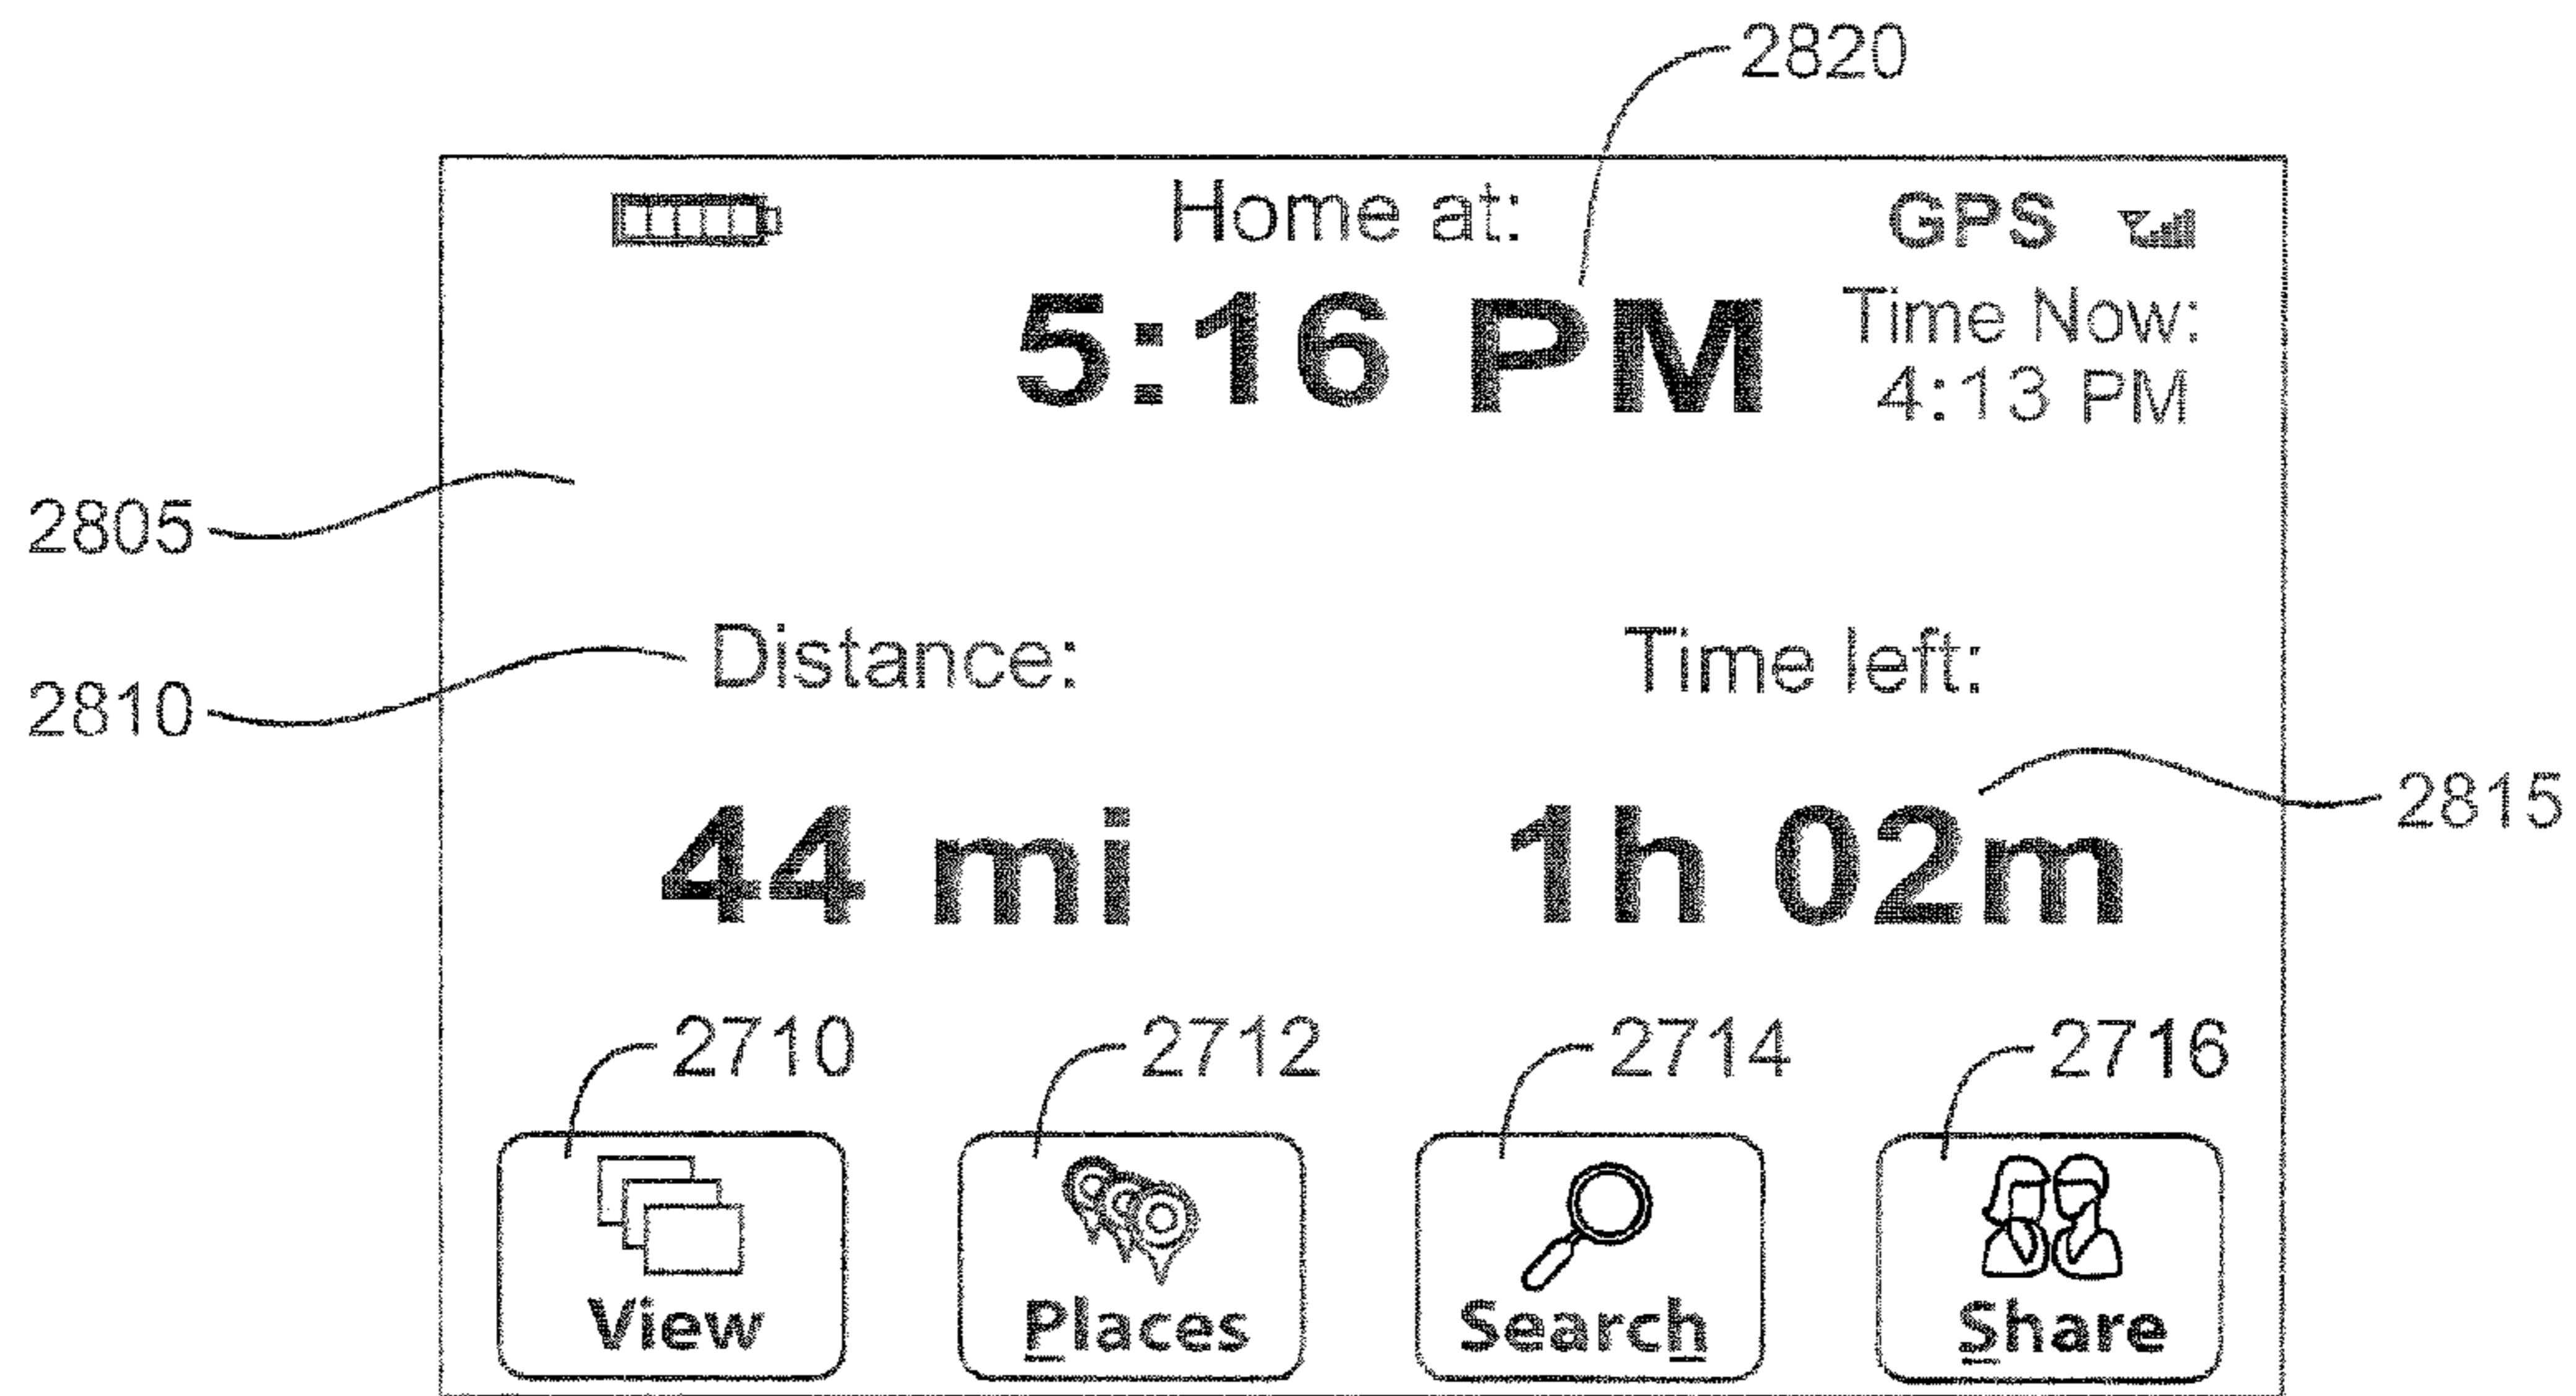 2820
Home at:
GPS
5:16 PM
Time Now:
4:13 PM
2805
Distance:
Time left:
2810
2815
44 mi
1h 02m
2710
2712
2714
2716
View
Places
Search
Share